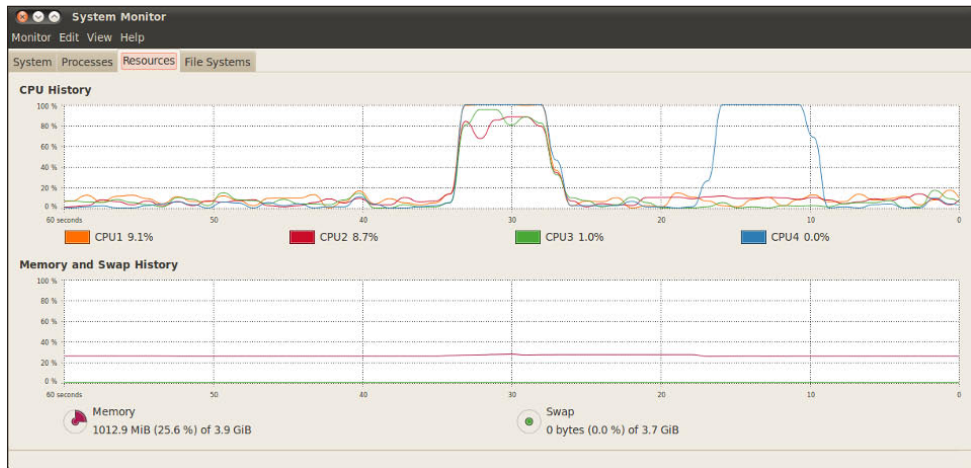 System Monitor
Monitor Edit View Help
System Processes Resources File Systems
CPU History
100 %
80 %
60 %
40 %
20 %
0 %
60 seconds 50 40 30 20 10 0
CPU1 9.1% CPU2 8.7% CPU3 1.0% CPU4 0.0%
Memory and Swap History
100 %
80 %
60 %
40 %
20 %
0 %
60 seconds 50 40 30 20 10 0
Memory
1012.9 MiB (25.6 %) of 3.9 GiB
Swap
0 bytes (0.0 %) of 3.7 GiB